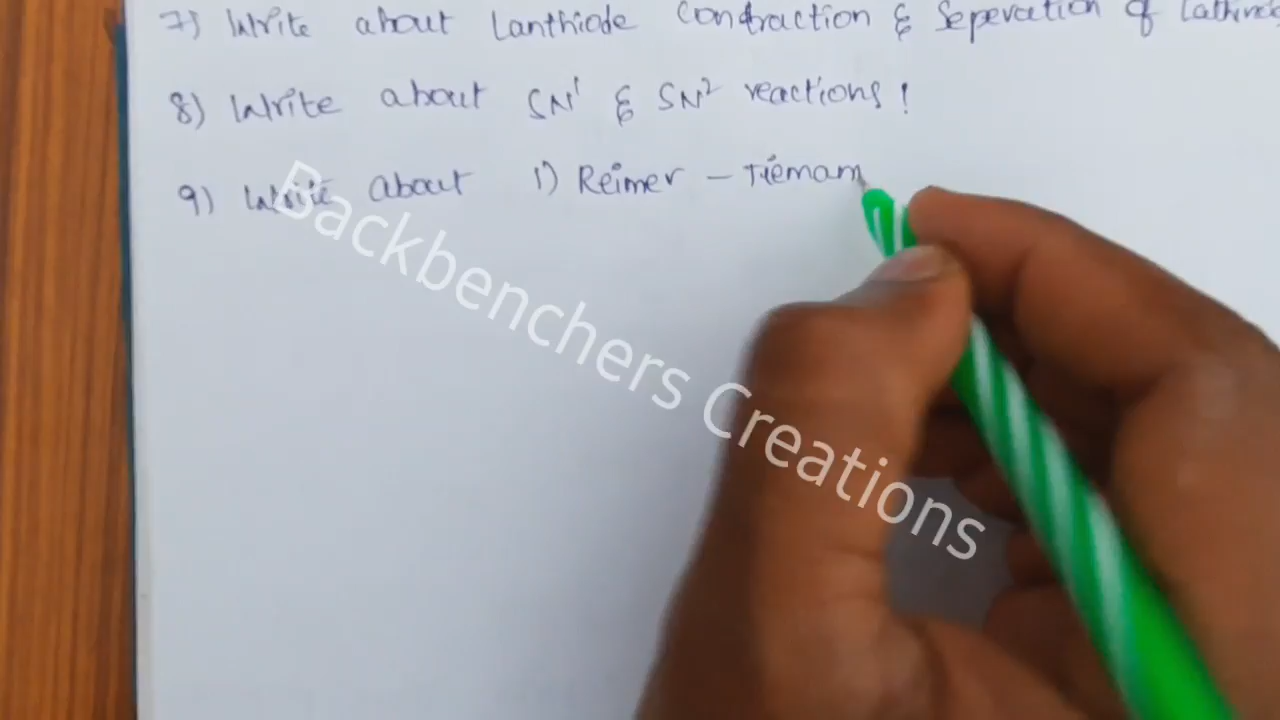 7) Write about Lanthiode Contraction & Seperation of Lathinde
8) Write about SN¹ & SN² reactions!
9) Write about 1) Reimer - Tiemam
Backbenchers Creations